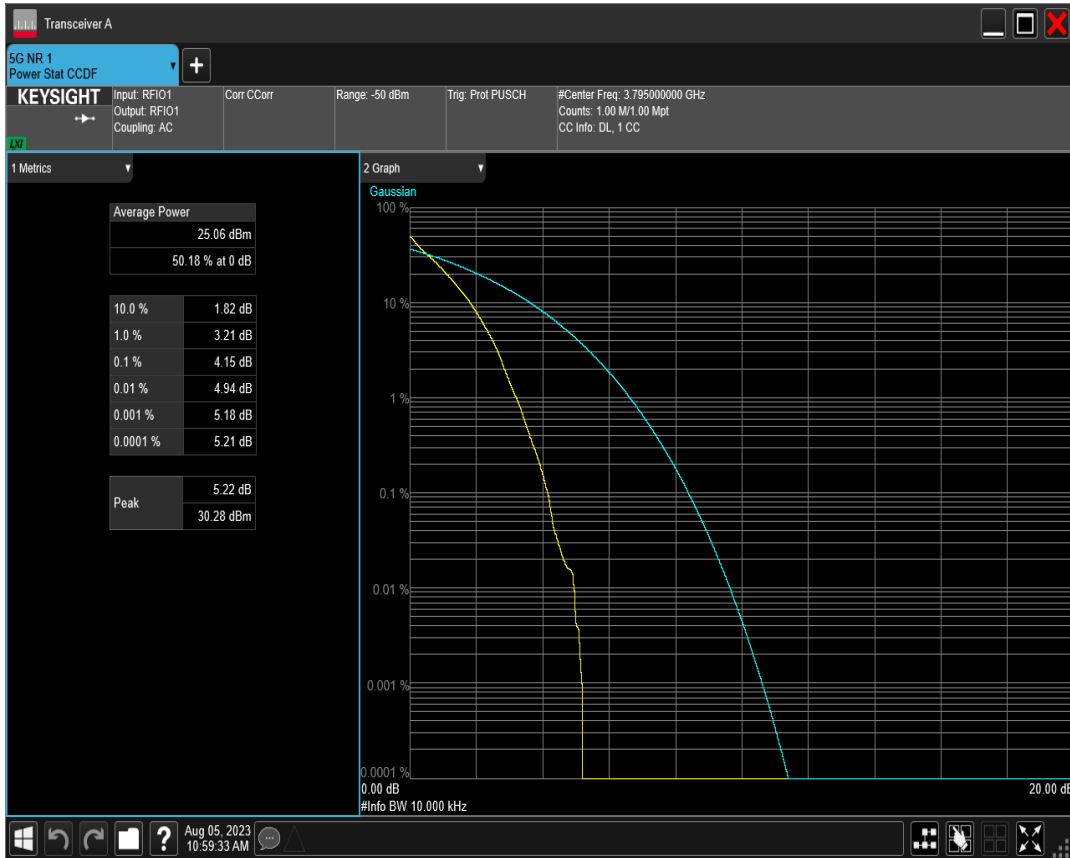 Transceiver A
5G NR 1
Power Stat CCDF
+
KEYSIGHT
LXI
Input: RFIO1
Output: RFIO1
Coupling: AC
Corr CCorr
Range: -50 dBm
Trig: Prot PUSCH
#Center Freq: 3.795000000 GHz
Counts: 1.00 M/1.00 Mpt
CC Info: DL, 1 CC
1 Metrics
Average Power
25.06 dBm
50.18 % at 0 dB
10.0 % 1.82 dB
1.0 % 3.21 dB
0.1 % 4.15 dB
0.01 % 4.94 dB
0.001 % 5.18 dB
0.0001 % 5.21 dB
Peak
5.22 dB
30.28 dBm
2 Graph
Gaussian
100 %
10 %
1 %
0.1 %
0.01 %
0.001 %
0.0001 %
0.00 dB 20.00 dB
#Info BW 10.000 kHz
?
Aug 05, 2023
10:59:33 AM